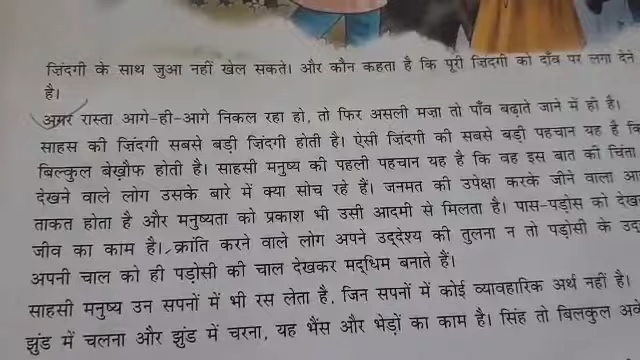 ज़िंदगी के साथ जुआ नहीं खेल सकते। और कौन कहता है कि पूरी ज़िंदगी को दाँव पर लगा देने
है।
अगर रास्ता आगे-ही-आगे निकल रहा हो, तो फिर असली मज़ा तो पाँव बढ़ाते जाने में ही है।
साहस की ज़िंदगी सबसे बड़ी ज़िंदगी होती है। ऐसी ज़िंदगी की सबसे बड़ी पहचान यह है कि
बिल्कुल बेख़ौफ़ होती है। साहसी मनुष्य की पहली पहचान यह है कि वह इस बात की चिंता
देखने वाले लोग उसके बारे में क्या सोच रहे हैं। जनमत की उपेक्षा करके जीने वाला
ताकत होता है और मनुष्यता को प्रकाश भी उसी आदमी से मिलता है। पास-पड़ोस को
जीव का काम है। क्रांति करने वाले लोग अपने उद्देश्य की तुलना न तो पड़ोसी के
अपनी चाल को ही पड़ोसी की चाल देखकर मद्धिम बनाते हैं।
साहसी मनुष्य उन सपनों में भी रस लेता है, जिन सपनों में कोई व्यावहारिक अर्थ नहीं है।
झुंड में चलना और झुंड में चरना, यह भैंस और भेड़ों का काम है। सिंह तो बिलकुल